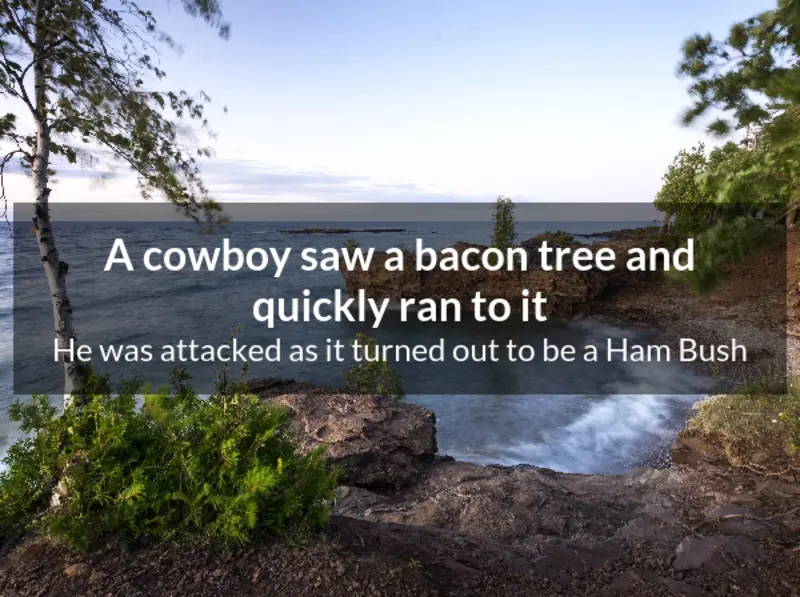 A cowboy saw a bacon tree and
quickly ran to it
He was attacked as it turned out to be a Ham Bush